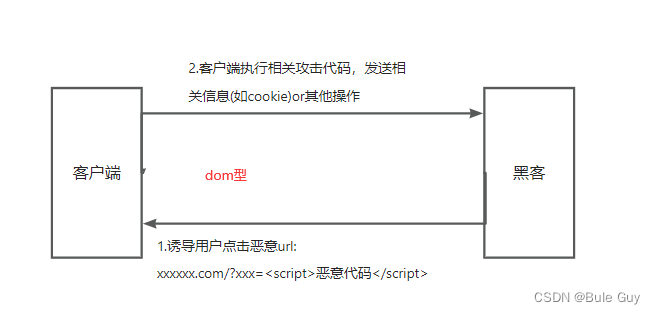 2.客户端执行相关攻击代码，发送相
关信息(如cookie)or其他操作
客户端
dom型
黑客
1.诱导用户点击恶意url:
xxxxxx.com/?xxx=<script>恶意代码</script>
CSDN @Bule Guy